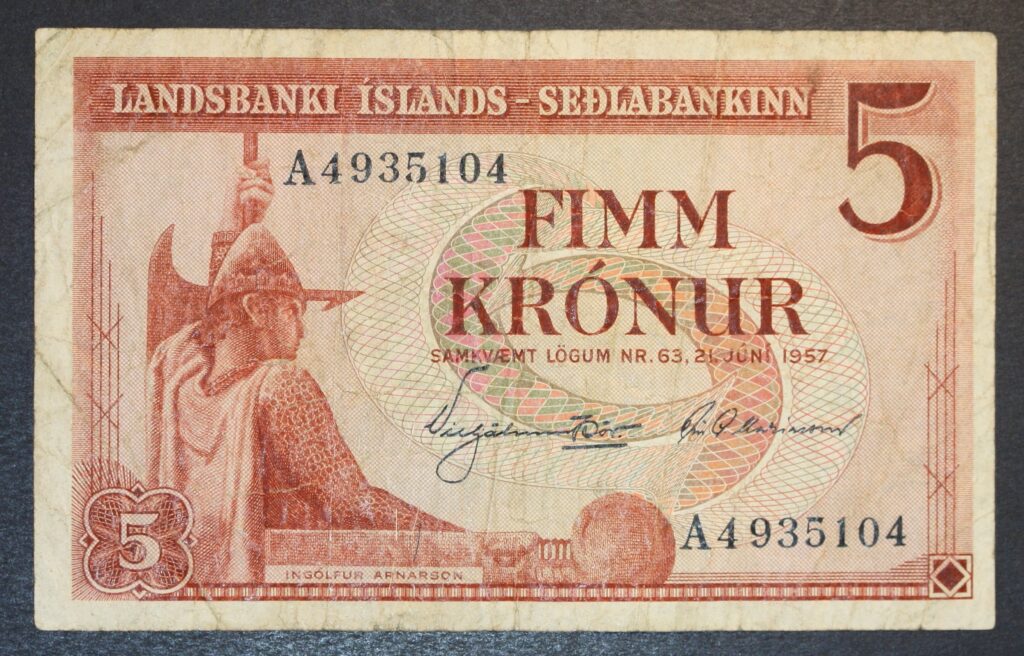 LANDSBANKI ÍSLANDS - SEÐLABANKINN
5
A4935104
FIMM
KRÓNUR
SAMKVÆMT LÖGUM NR. 63, 21. JÚNÍ 1957
A4935104
5
INGÓLFUR ARNARSON